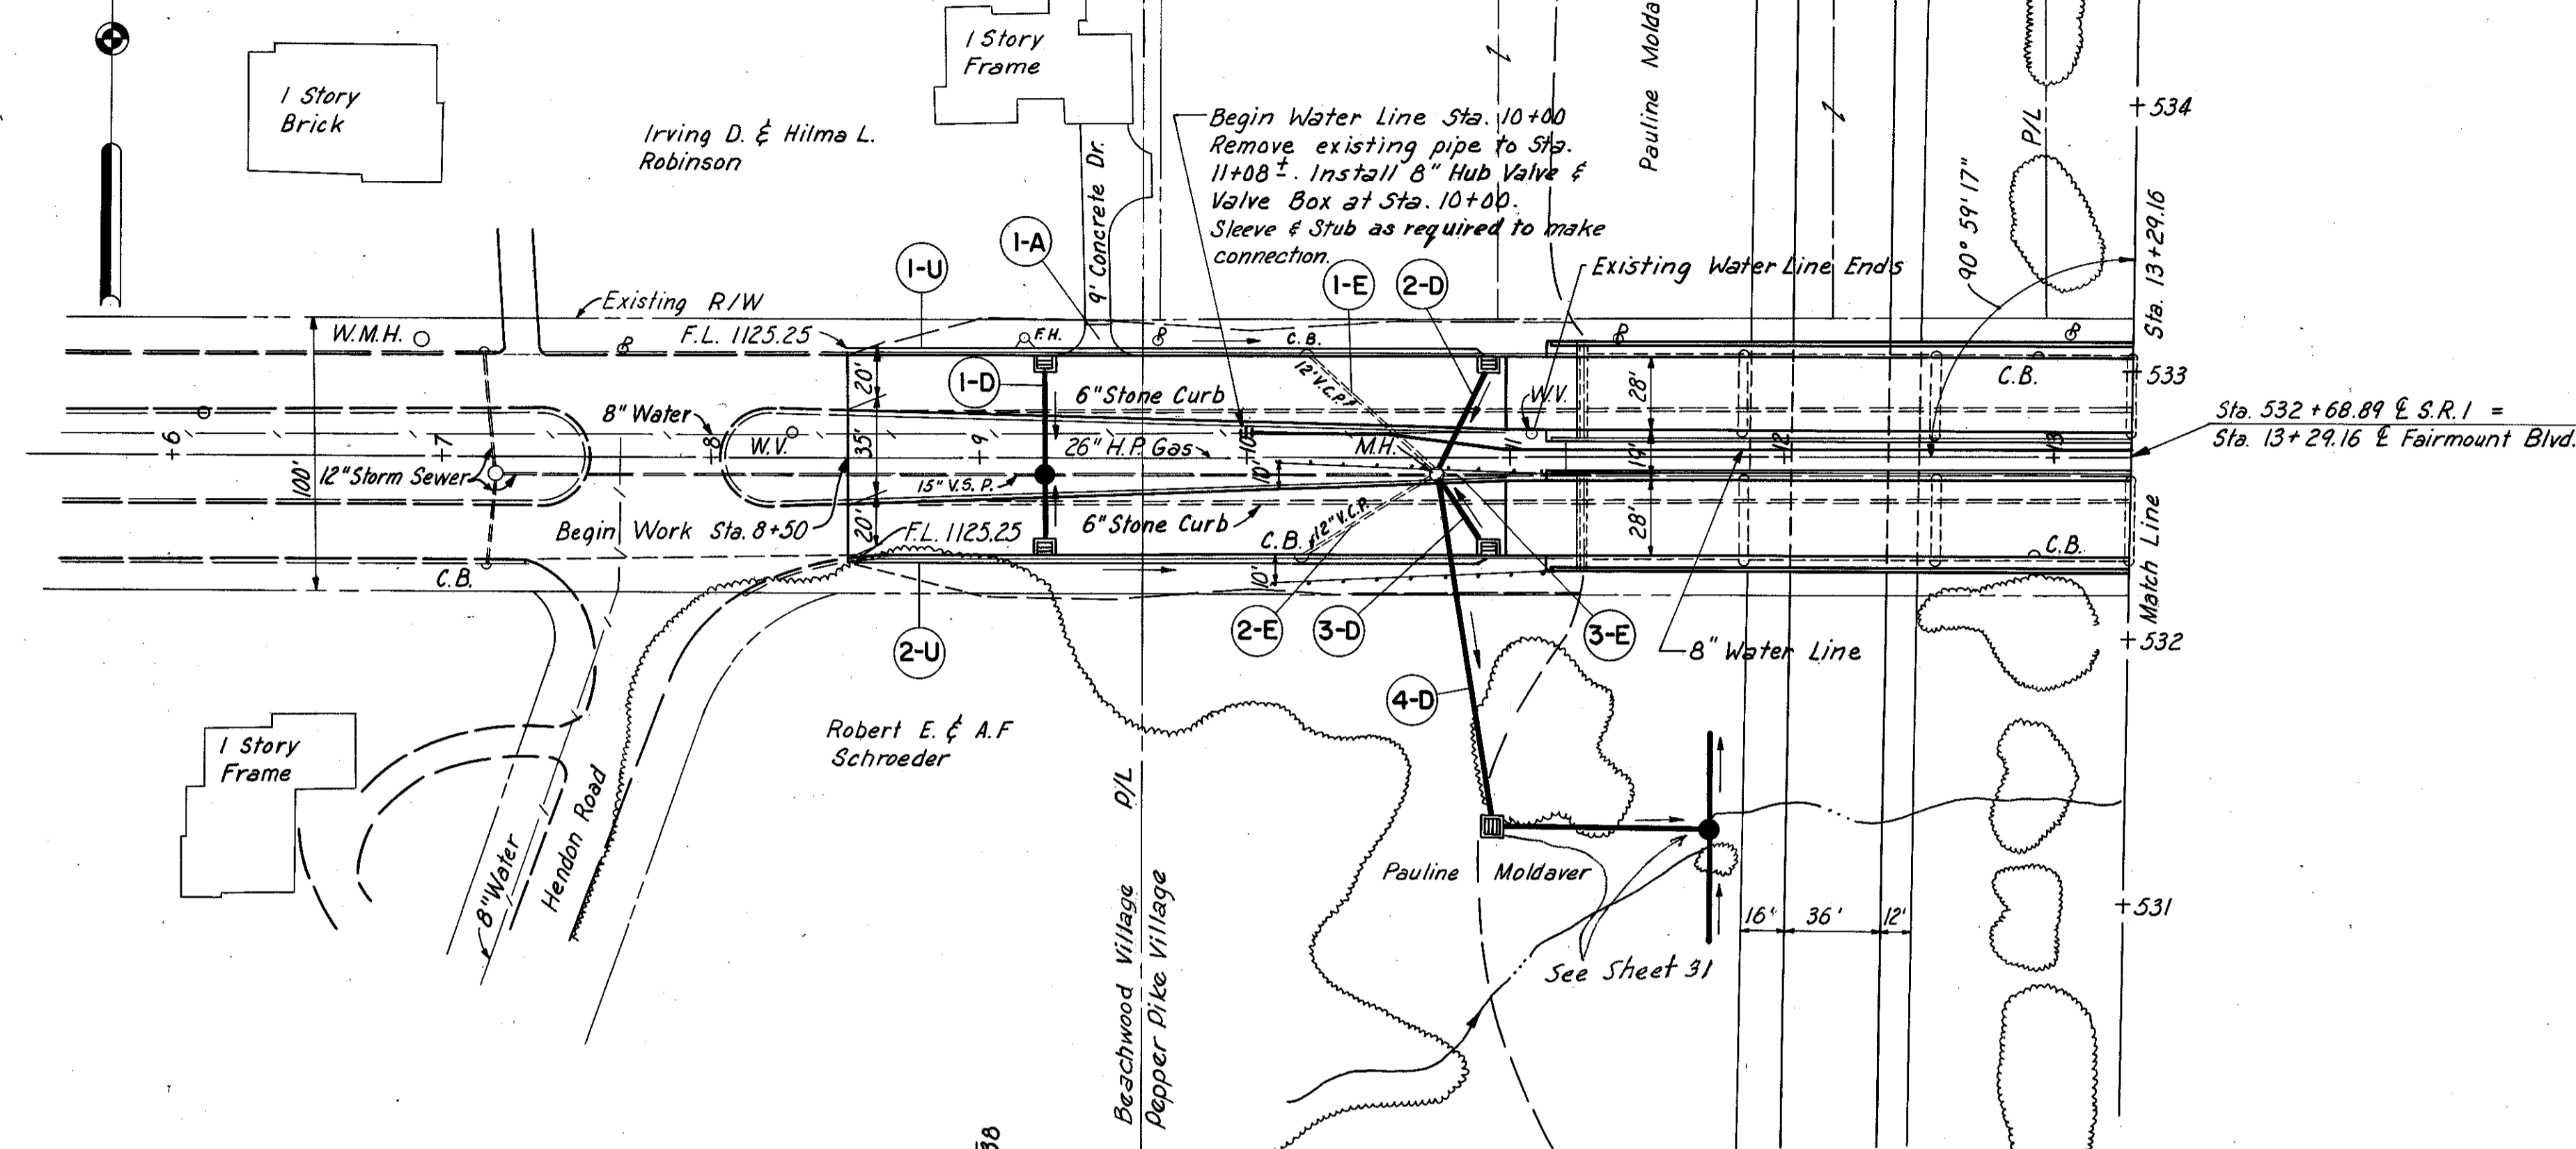 1 Story
Brick
Irving D. & Hilma L.
Robinson
1 Story
Frame
9' Concrete Dr.
Begin Water Line Sta. 10+00
Remove existing pipe to Sta.
11+08±. Install 8" Hub Valve &
Valve Box at Sta. 10+00.
Sleeve & Stub as required to make
connection.
Pauline Molda
P/L
+534
90° 59' 17"
Sta. 13+29.16
1-U
1-A
1-E
2-D
Existing Water Line Ends
Existing R/W
W.M.H.
F.L. 1125.25
F.H.
C.B.
20'
1-D
6" Stone Curb
12" V.C.P.
W.V.
28'
C.B.
+533
100'
+6
+7
8" Water
+8
W.V.
35'
+9
26" H.P. Gas
+10
M.H.
+11
19'
+12
+13
Sta. 532+68.89 ℄ S.R.1 =
Sta. 13+29.16 ℄ Fairmount Blvd.
12" Storm Sewer
15" V.S.P.
10'
Begin Work Sta. 8+50
20'
F.L. 1125.25
6" Stone Curb
C.B.
12" V.C.P.
28'
C.B.
C.B.
10'
Match Line
2-U
2-E
3-D
3-E
8" Water Line
+532
4-D
1 Story
Frame
Robert E. & A.F
Schroeder
8" Water
Hendon Road
P/L
Beachwood Village
Pepper Pike Village
Pauline Moldaver
16'
36'
12'
+531
See Sheet 31
38